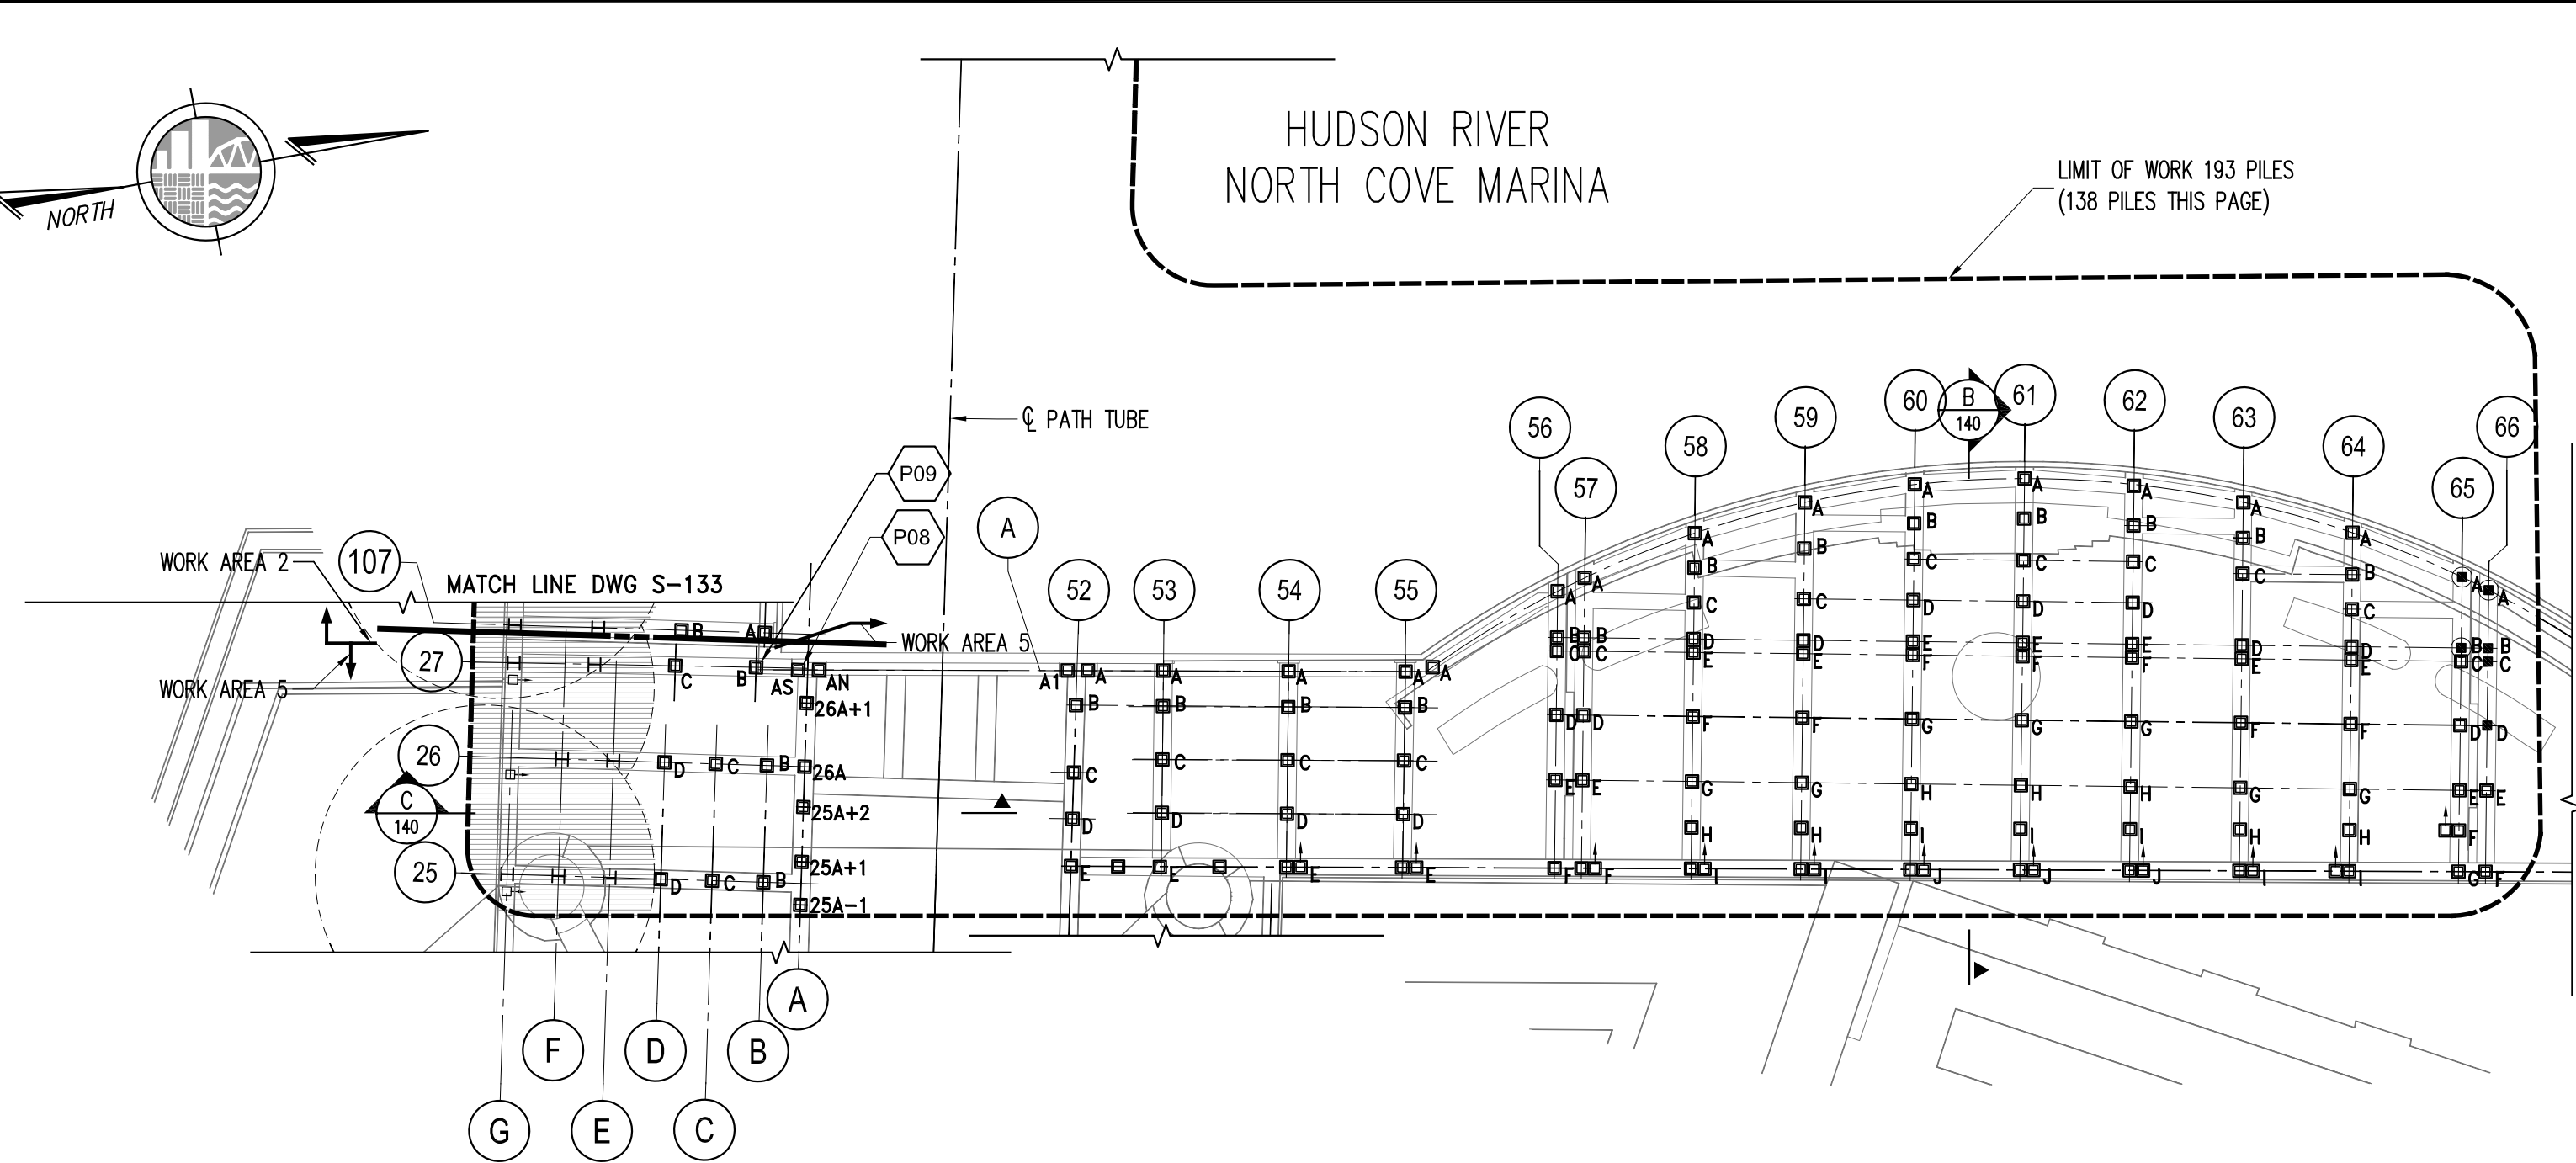 HUDSON RIVER
NORTH COVE MARINA
LIMIT OF WORK 193 PILES
(138 PILES THIS PAGE)
NORTH
℄ PATH TUBE
P09
P08
A
WORK AREA 2
107
MATCH LINE DWG S-133
WORK AREA 5
27
WORK AREA 5
26
C
140
25
52
53
54
55
56
57
58
59
60
B
140
61
62
63
64
65
66
B A
C B AS AN
26A+1
D C B 26A
25A+2
25A+1
D C B
25A-1
A1 A A A A A
B B B B
C C C C
D D D D
E E E E
A B C D E F
A B C D E F
A B C D E F G H I
A B C D E F G H I
A B C D E F G H I J
A B C D E F G H I J
A B C D E F G H I J
A B C D E F G H I
A B C D E F G H I
A B C D E F G
A B C D E F
A
F
D
B
G
E
C